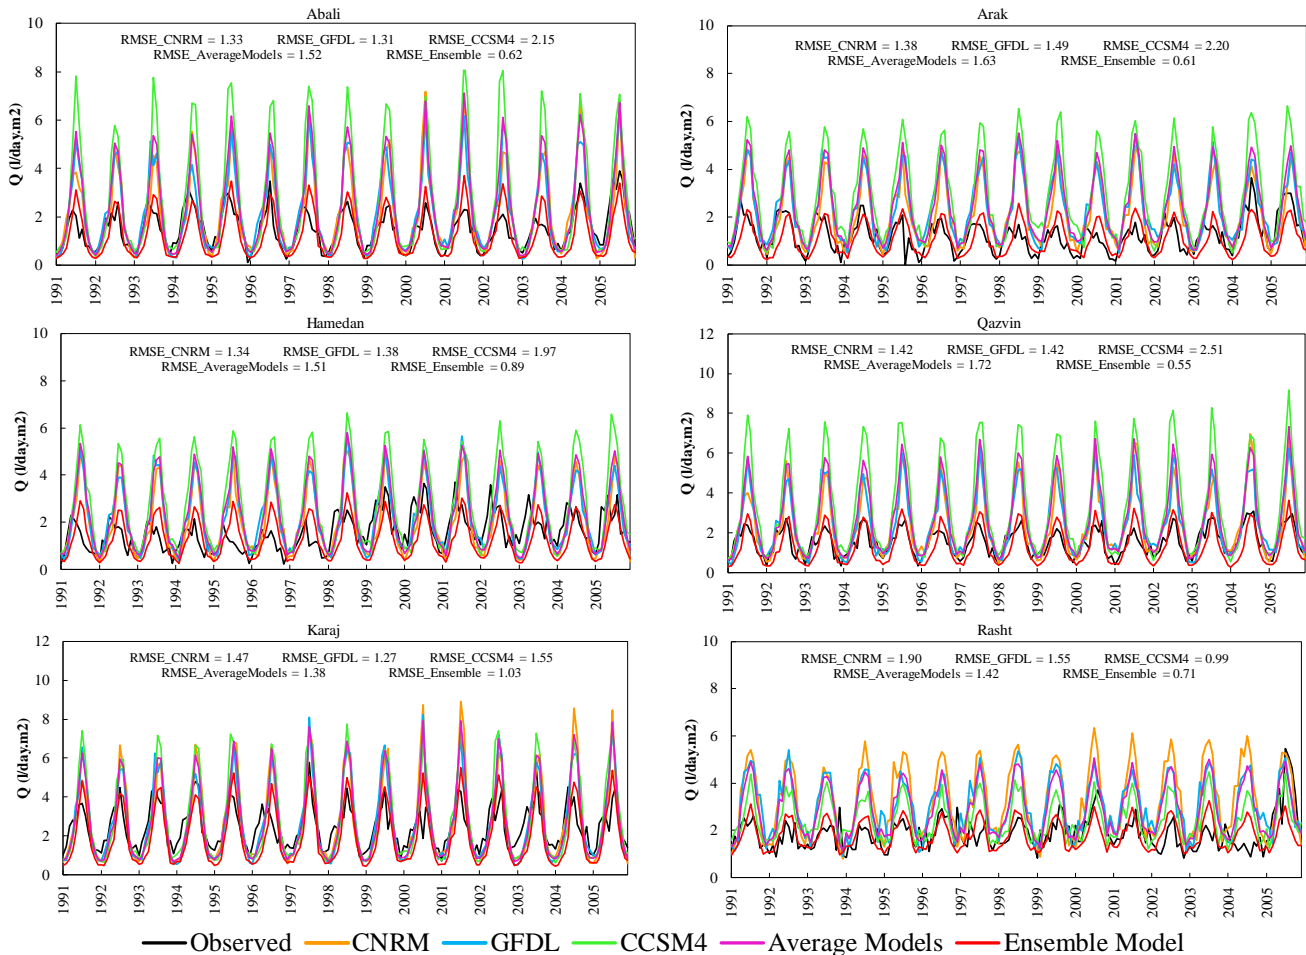 Abali
RMSE_CNRM = 1.33 RMSE_GFDL = 1.31 RMSE_CCSM4 = 2.15
RMSE_AverageModels = 1.52 RMSE_Ensemble = 0.62
Q (l/day.m2)
10
8
6
4
2
0
1991 1992 1993 1994 1995 1996 1997 1998 1999 2000 2001 2002 2003 2004 2005
Arak
RMSE_CNRM = 1.38 RMSE_GFDL = 1.49 RMSE_CCSM4 = 2.20
RMSE_AverageModels = 1.63 RMSE_Ensemble = 0.61
Q (l/day.m2)
10
8
6
4
2
0
1991 1992 1993 1994 1995 1996 1997 1998 1999 2000 2001 2002 2003 2004 2005
Hamedan
RMSE_CNRM = 1.34 RMSE_GFDL = 1.38 RMSE_CCSM4 = 1.97
RMSE_AverageModels = 1.51 RMSE_Ensemble = 0.89
Q (l/day.m2)
10
8
6
4
2
0
1991 1992 1993 1994 1995 1996 1997 1998 1999 2000 2001 2002 2003 2004 2005
Qazvin
RMSE_CNRM = 1.42 RMSE_GFDL = 1.42 RMSE_CCSM4 = 2.51
RMSE_AverageModels = 1.72 RMSE_Ensemble = 0.55
Q (l/day.m2)
12
10
8
6
4
2
0
1991 1992 1993 1994 1995 1996 1997 1998 1999 2000 2001 2002 2003 2004 2005
Karaj
RMSE_CNRM = 1.47 RMSE_GFDL = 1.27 RMSE_CCSM4 = 1.55
RMSE_AverageModels = 1.38 RMSE_Ensemble = 1.03
Q (l/day.m2)
12
10
8
6
4
2
0
1991 1992 1993 1994 1995 1996 1997 1998 1999 2000 2001 2002 2003 2004 2005
Rasht
RMSE_CNRM = 1.90 RMSE_GFDL = 1.55 RMSE_CCSM4 = 0.99
RMSE_AverageModels = 1.42 RMSE_Ensemble = 0.71
Q (l/day.m2)
10
8
6
4
2
0
1991 1992 1993 1994 1995 1996 1997 1998 1999 2000 2001 2002 2003 2004 2005
Observed CNRM GFDL CCSM4 Average Models Ensemble Model